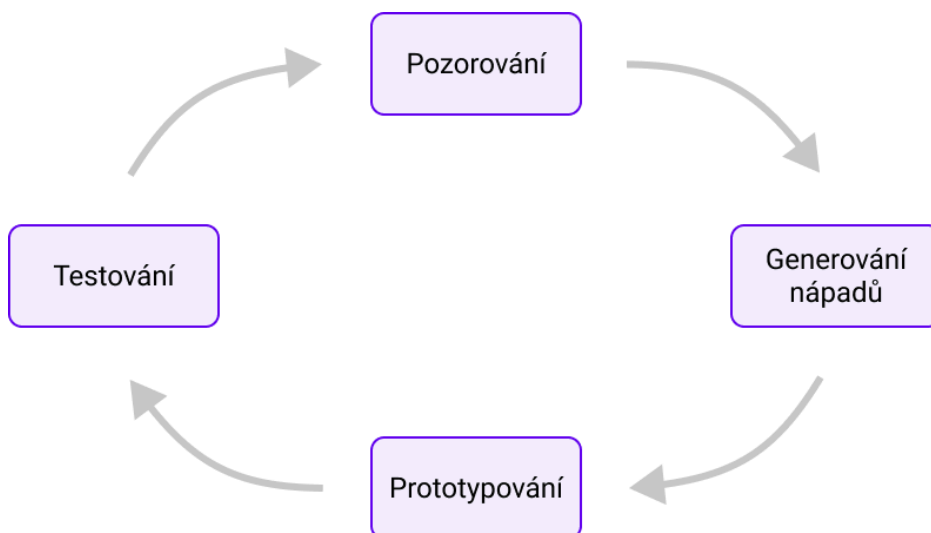 Pozorování
Testování
Generování
nápadů
Prototypování